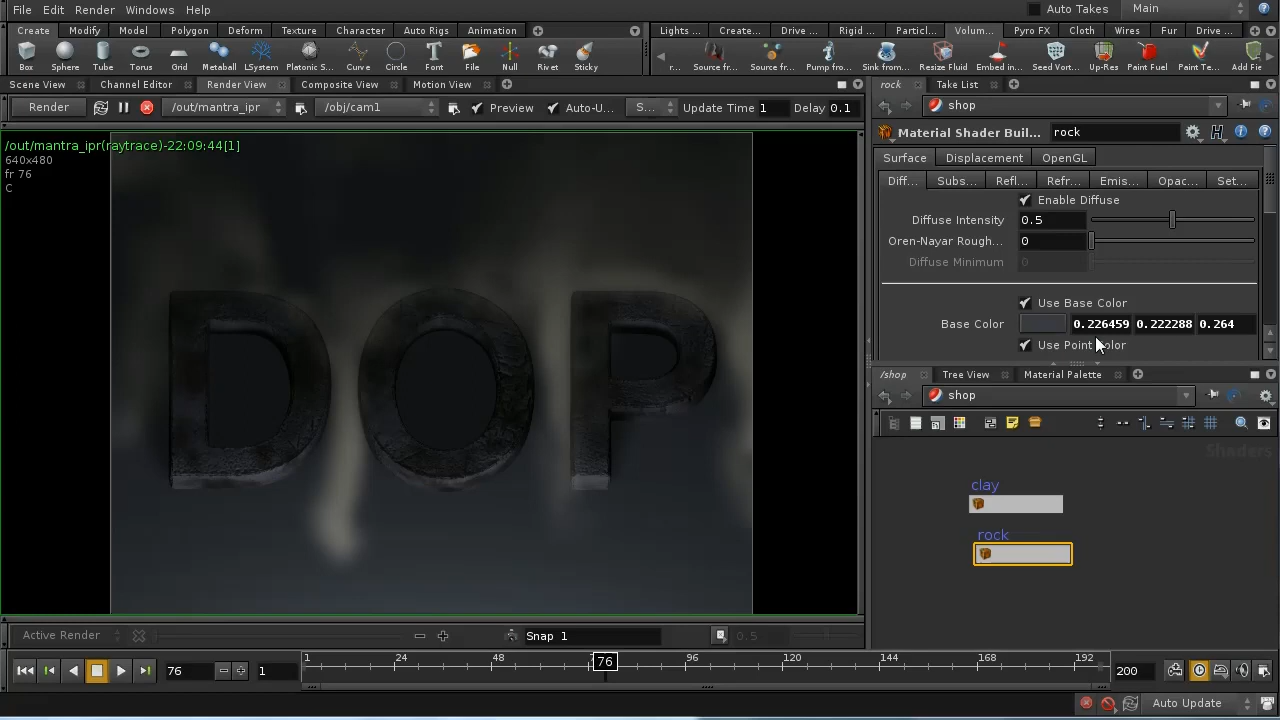 File Edit Render Windows Help Auto Takes Main
Create Modify Model Polygon Deform Texture Character Auto Rigs Animation Lights ... Create... Drive ... Rigid ... Particl... Volum... Pyro FX Cloth Wires Fur Drive ...
Box Sphere Tube Torus Grid Metaball LSystem Platonic S... Curve Circle Font File Null Rivet Sticky Source fr... Source fr... Pump fro... Sink from... Resize Fluid Embed in... Seed Vort... Up-Res Paint Fuel Paint Te... Add Fie
Scene View Channel Editor Render View Composite View Motion View rock Take List
Render /out/mantra_ipr /obj/cam1 Preview Auto-U... S... Update Time 1 Delay 0.1 shop
Material Shader Buil... rock
/out/mantra_ipr(raytrace)-22:09:44[1]
640x480
fr 76
C
Surface Displacement OpenGL
Diff... Subs... Refl... Refr... Emis... Opac... Set...
Enable Diffuse
Diffuse Intensity 0.5
Oren-Nayar Rough... 0
Diffuse Minimum 0
Use Base Color
Base Color 0.226459 0.222288 0.264
Use Point Color
/shop Tree View Material Palette
shop
Shaders
clay
rock
DOP
Active Render Snap 1 0.5
76 1 1 24 48 76 96 120 144 168 192 200
Auto Update